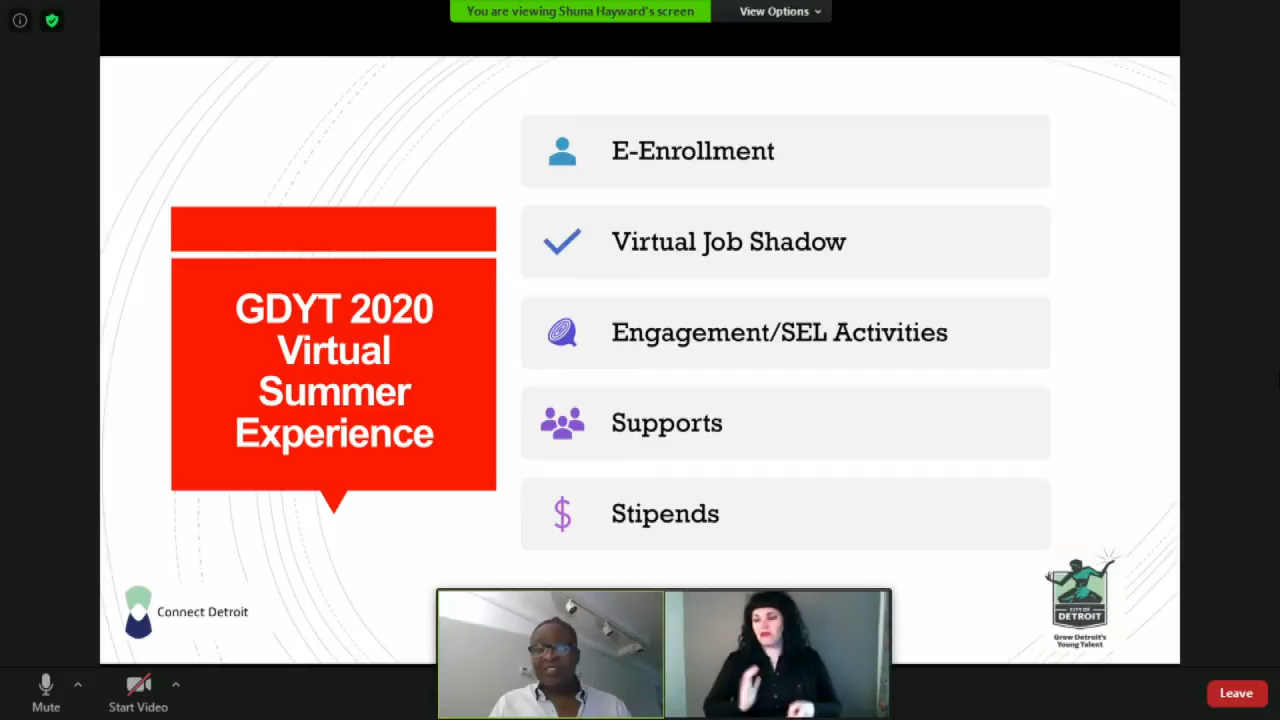 You are viewing Shuna Hayward's screen
View Options
E-Enrollment
Virtual Job Shadow
Engagement/SEL Activities
Supports
Stipends
GDYT 2020
Virtual
Summer
Experience
Connect Detroit
CITY OF
DETROIT
Grow Detroit's
Young Talent
Mute
Start Video
Leave